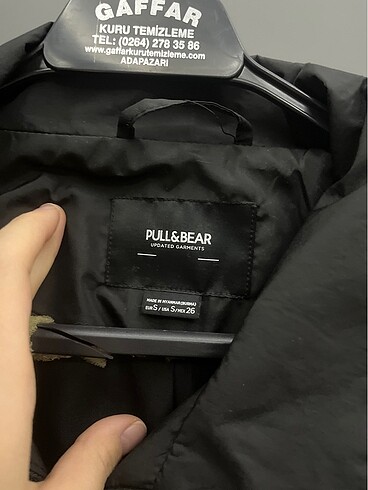 GAFFAR
KURU TEMİZLEME
TEL: (0264) 278 35 86
www.gaffarkurutemizleme.com
ADAPAZARI
PULL&BEAR
UPDATED GARMENTS
MADE IN MYANMAR (BURMA)
EUR S / USA S / MEX 26